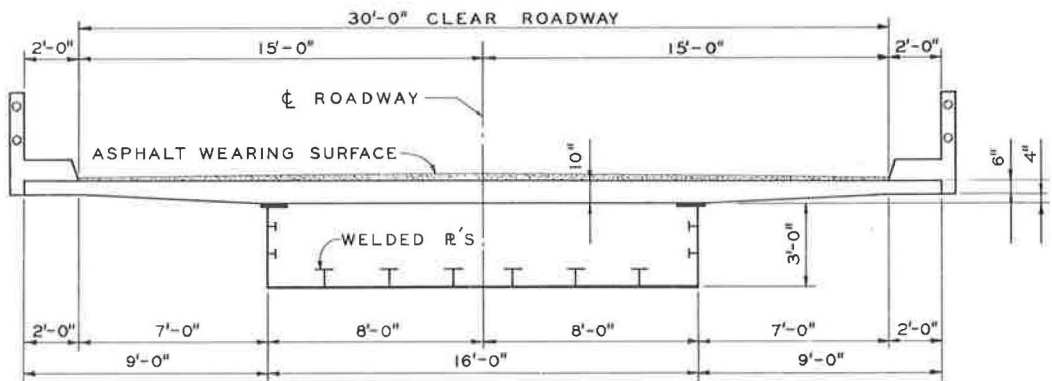 30'-0" CLEAR ROADWAY
2'-0" 15'-0" 15'-0" 2'-0"
℄ ROADWAY
ASPHALT WEARING SURFACE
10"
6"
4"
WELDED ℞'S
3'-0"
2'-0" 7'-0" 8'-0" 8'-0" 7'-0" 2'-0"
9'-0" 16'-0" 9'-0"